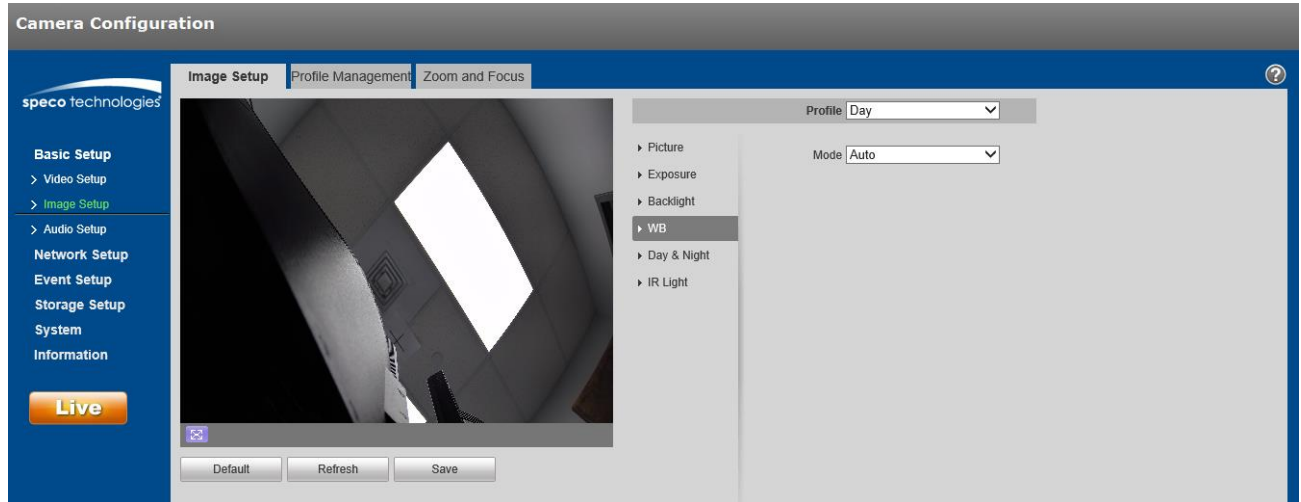 Camera Configuration
Image Setup Profile Management Zoom and Focus
?
speco technologies®
Profile Day
Mode Auto
Basic Setup
> Video Setup
> Image Setup
> Audio Setup
Network Setup
Event Setup
Storage Setup
System
Information
Live
Picture
Exposure
Backlight
WB
Day & Night
IR Light
Default Refresh Save